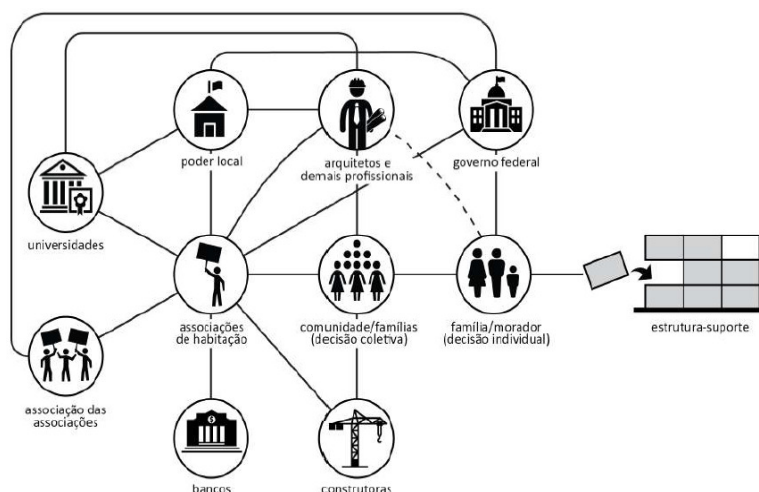 poder local
arquitetos e
demais profissionais
governo federal
universidades
associações
de habitação
comunidade/famílias
(decisão coletiva)
família/morador
(decisão individual)
estrutura-suporte
associação das
associações
bancos
construtoras